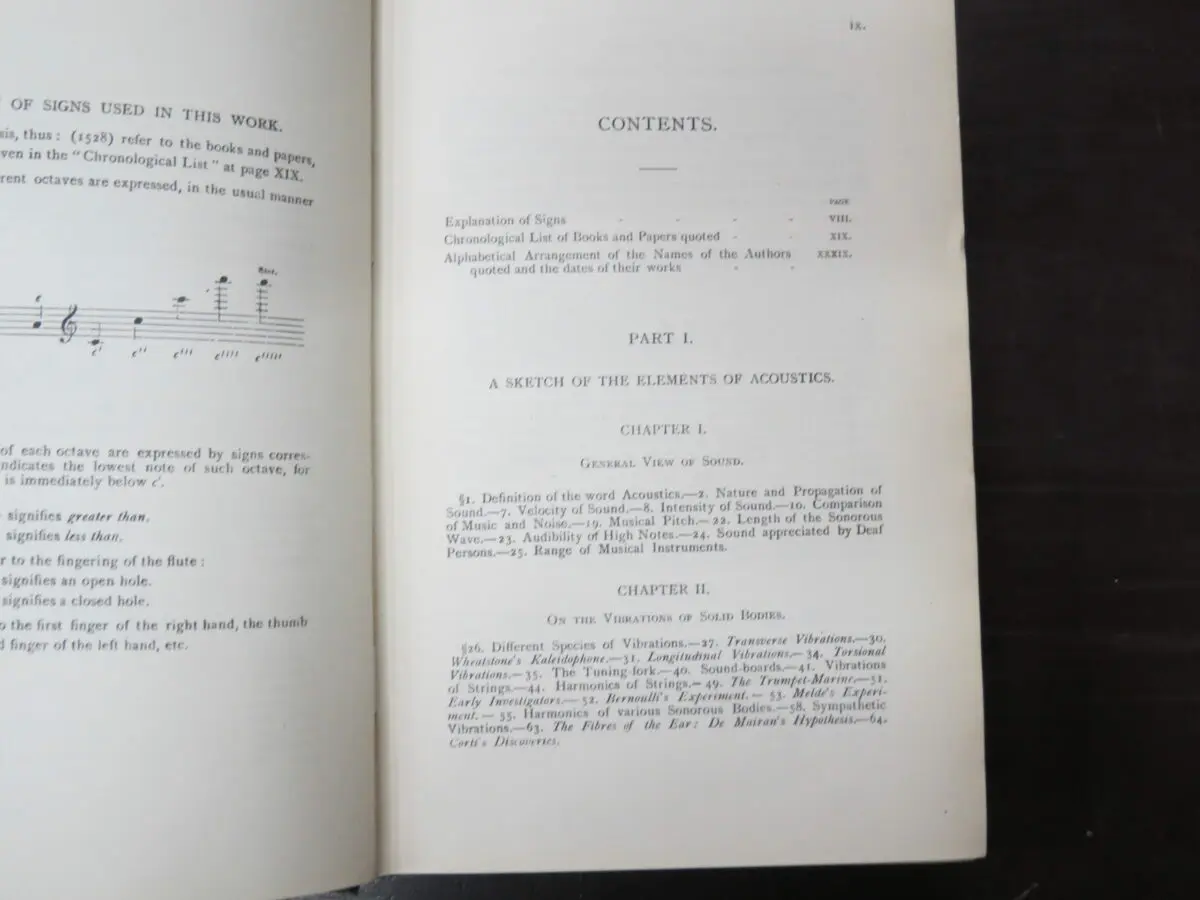 OF SIGNS USED IN THIS WORK.
sis, thus: (1528) refer to the books and papers,
ven in the "Chronological List" at page XIX.
rent octaves are expressed, in the usual manner
c
c' c'' c''' c'''' c'''''
of each octave are expressed by signs corres-
ndicates the lowest note of such octave, for
is immediately below c'.
signifies greater than.
signifies less than.
r to the fingering of the flute:
signifies an open hole.
signifies a closed hole.
o the first finger of the right hand, the thumb
d finger of the left hand, etc.
ix.
CONTENTS.
PAGE
Explanation of Signs - - - - VIII.
Chronological List of Books and Papers quoted - - XIX.
Alphabetical Arrangement of the Names of the Authors XXXIX.
quoted and the dates of their works - -
PART I.
A SKETCH OF THE ELEMENTS OF ACOUSTICS.
CHAPTER I.
GENERAL VIEW OF SOUND.
§1. Definition of the word Acoustics.—2. Nature and Propagation of
Sound.—7. Velocity of Sound.—8. Intensity of Sound.—10. Comparison
of Music and Noise.—19. Musical Pitch.—22. Length of the Sonorous
Wave.—23. Audibility of High Notes.—24. Sound appreciated by Deaf
Persons.—25. Range of Musical Instruments.
CHAPTER II.
ON THE VIBRATIONS OF SOLID BODIES.
§26. Different Species of Vibrations.—27. Transverse Vibrations.—30.
Wheatstone's Kaleidophone.—31. Longitudinal Vibrations.—34. Torsional
Vibrations.—35. The Tuning-fork.—40. Sound-boards.—41. Vibrations
of Strings.—44. Harmonics of Strings.—49. The Trumpet-Marine.—51.
Early Investigators.—52. Bernoulli's Experiment.—53. Melde's Experi-
ment.—55. Harmonics of various Sonorous Bodies.—58. Sympathetic
Vibrations.—63. The Fibres of the Ear: De Mairan's Hypothesis.—64.
Corti's Discoveries.